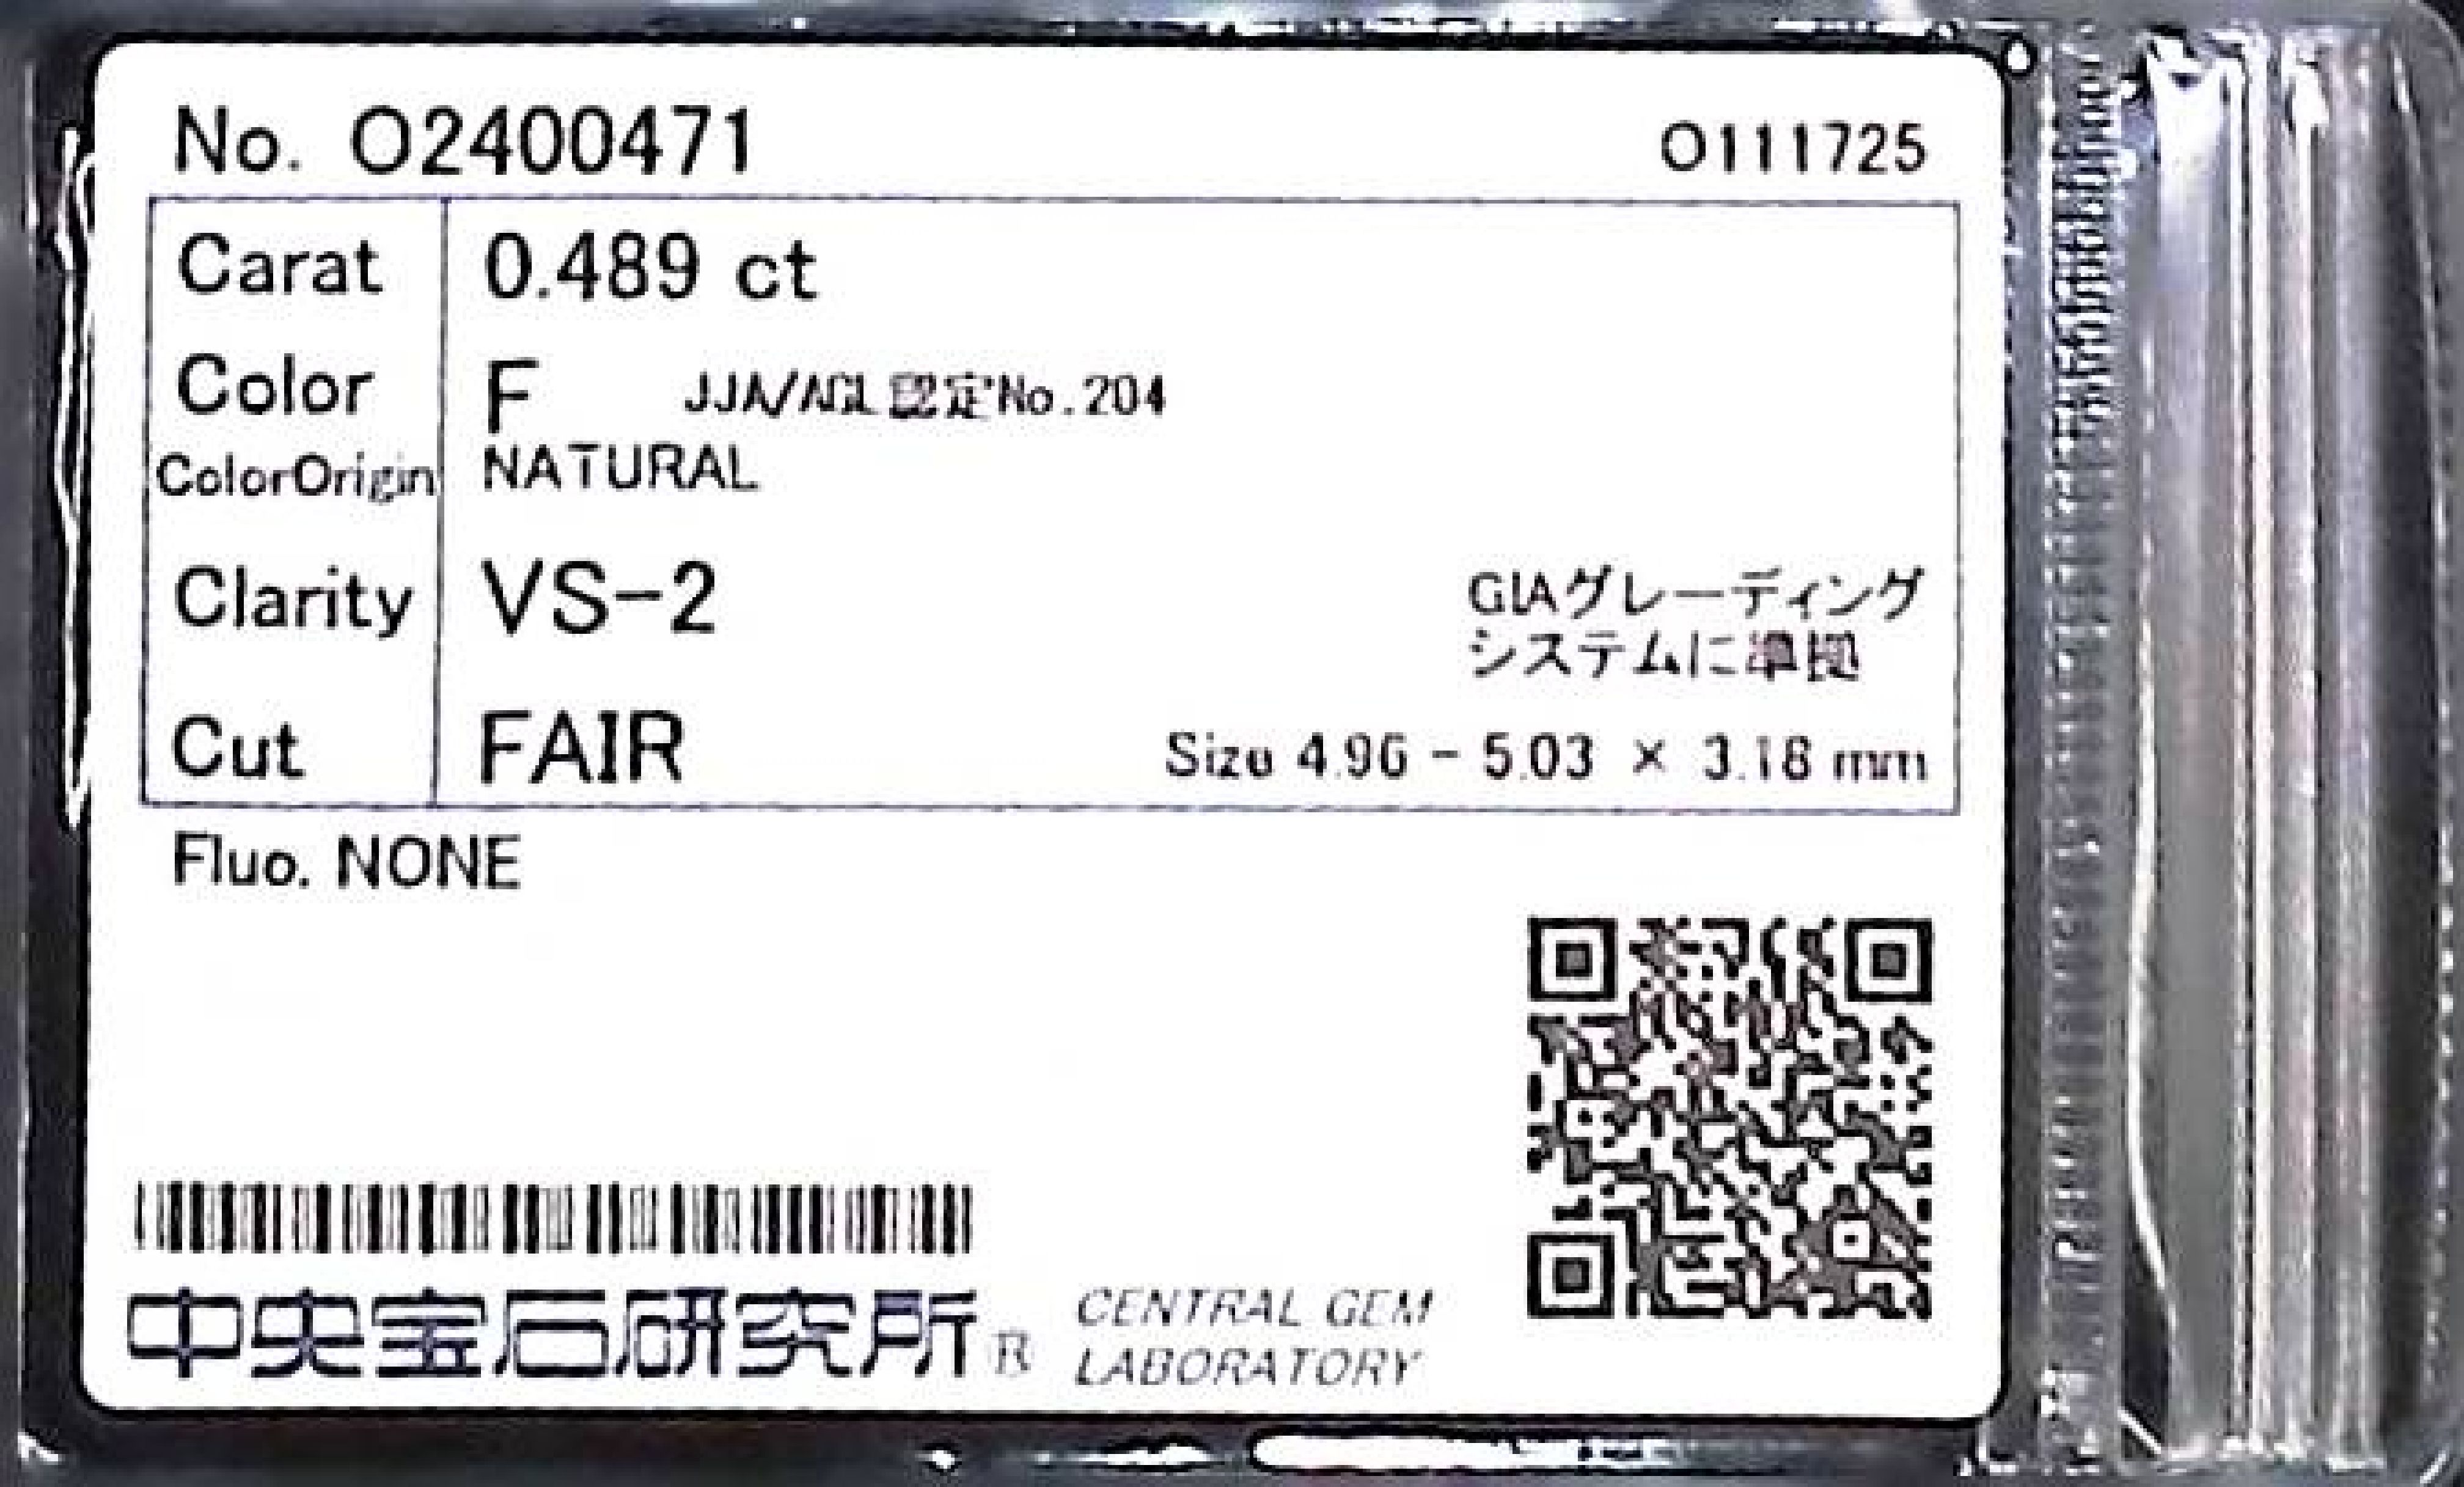 No. O2400471
O111725
Carat 0.489 ct
Color F JJA/AGL認定No.204
ColorOrigin NATURAL
Clarity VS-2
GIAグレーディング
システムに準拠
Cut FAIR
Size 4.96 - 5.03 × 3.18 mm
Fluo. NONE
中央宝石研究所®
CENTRAL GEM
LABORATORY